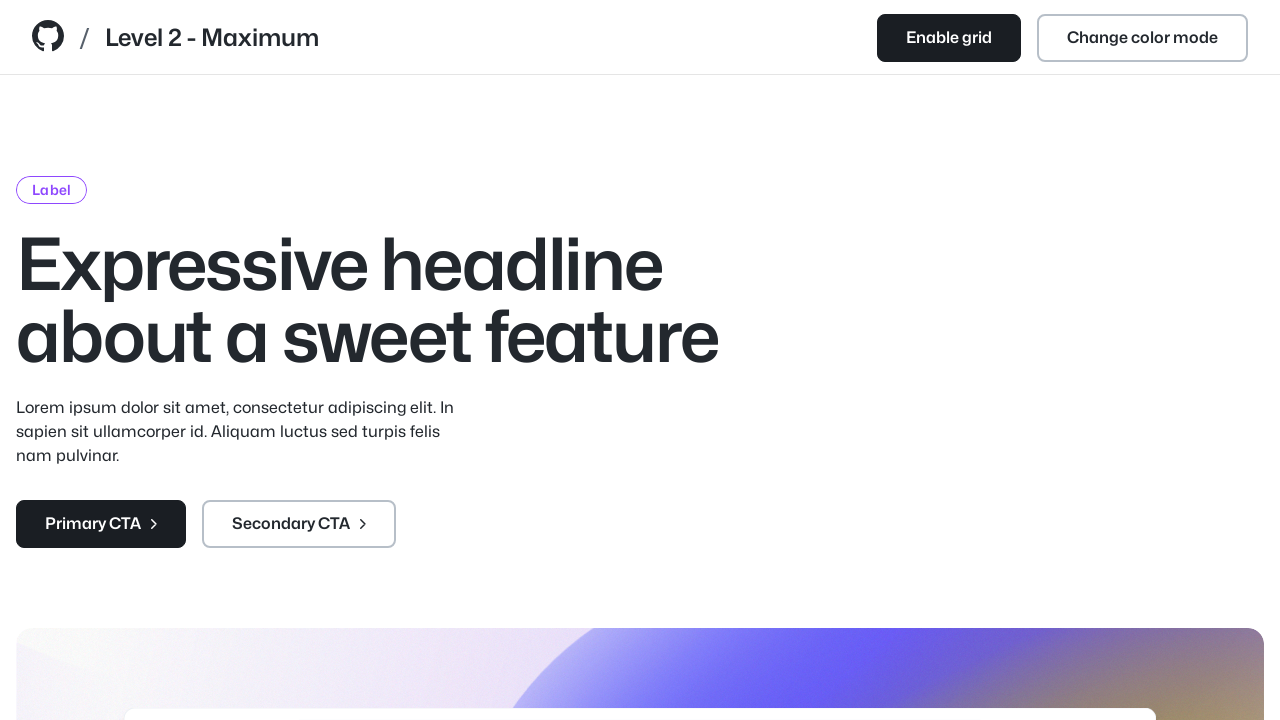 / Level 2 - Maximum
Enable grid
Change color mode
Label
Expressive headline
about a sweet feature
Lorem ipsum dolor sit amet, consectetur adipiscing elit. In
sapien sit ullamcorper id. Aliquam luctus sed turpis felis
nam pulvinar.
Primary CTA
Secondary CTA